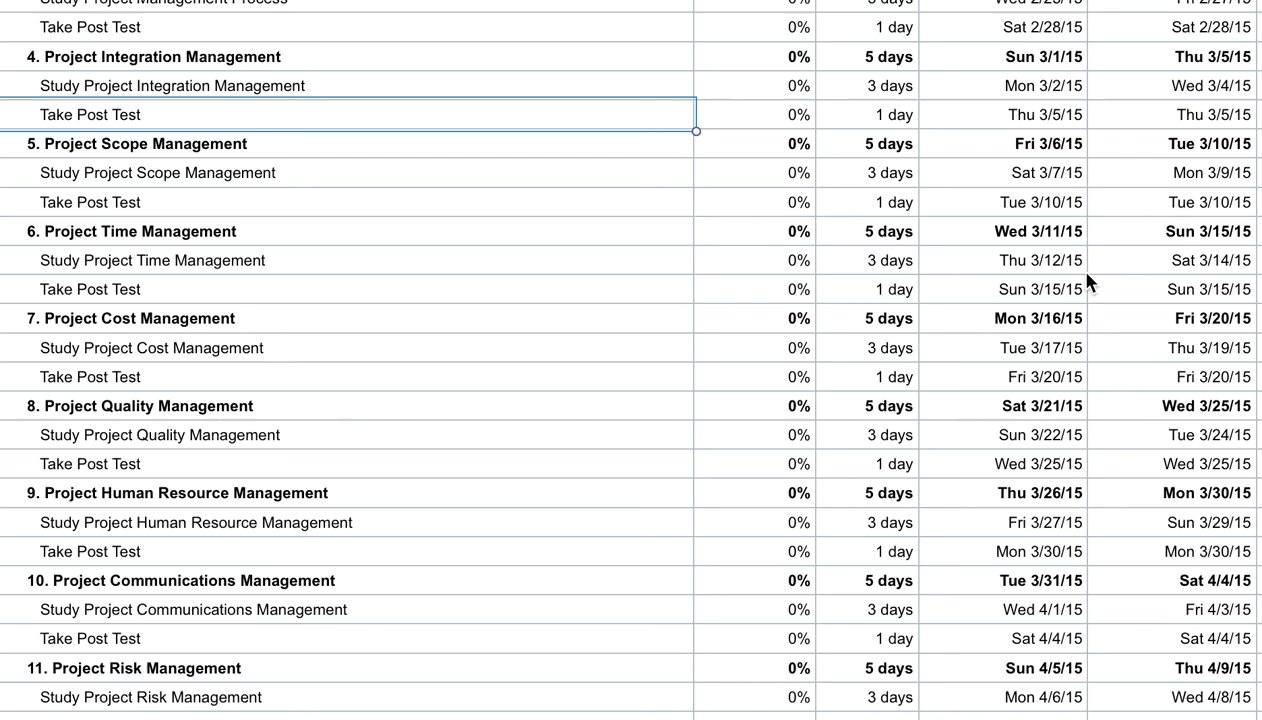 Study Project Management Process 0% 3 days Wed 2/25/15 Fri 2/27/15
Take Post Test 0% 1 day Sat 2/28/15 Sat 2/28/15
4. Project Integration Management 0% 5 days Sun 3/1/15 Thu 3/5/15
Study Project Integration Management 0% 3 days Mon 3/2/15 Wed 3/4/15
Take Post Test 0% 1 day Thu 3/5/15 Thu 3/5/15
5. Project Scope Management 0% 5 days Fri 3/6/15 Tue 3/10/15
Study Project Scope Management 0% 3 days Sat 3/7/15 Mon 3/9/15
Take Post Test 0% 1 day Tue 3/10/15 Tue 3/10/15
6. Project Time Management 0% 5 days Wed 3/11/15 Sun 3/15/15
Study Project Time Management 0% 3 days Thu 3/12/15 Sat 3/14/15
Take Post Test 0% 1 day Sun 3/15/15 Sun 3/15/15
7. Project Cost Management 0% 5 days Mon 3/16/15 Fri 3/20/15
Study Project Cost Management 0% 3 days Tue 3/17/15 Thu 3/19/15
Take Post Test 0% 1 day Fri 3/20/15 Fri 3/20/15
8. Project Quality Management 0% 5 days Sat 3/21/15 Wed 3/25/15
Study Project Quality Management 0% 3 days Sun 3/22/15 Tue 3/24/15
Take Post Test 0% 1 day Wed 3/25/15 Wed 3/25/15
9. Project Human Resource Management 0% 5 days Thu 3/26/15 Mon 3/30/15
Study Project Human Resource Management 0% 3 days Fri 3/27/15 Sun 3/29/15
Take Post Test 0% 1 day Mon 3/30/15 Mon 3/30/15
10. Project Communications Management 0% 5 days Tue 3/31/15 Sat 4/4/15
Study Project Communications Management 0% 3 days Wed 4/1/15 Fri 4/3/15
Take Post Test 0% 1 day Sat 4/4/15 Sat 4/4/15
11. Project Risk Management 0% 5 days Sun 4/5/15 Thu 4/9/15
Study Project Risk Management 0% 3 days Mon 4/6/15 Wed 4/8/15